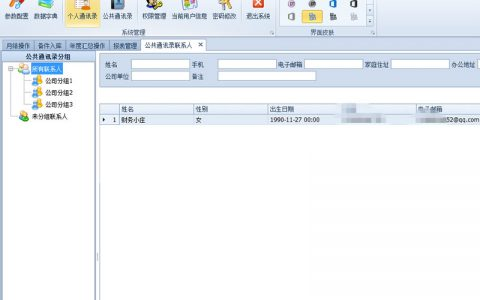 参数配置 数据字典 个人通讯录 公共通讯录 权限管理 当前用户信息 密码修改 退出系统
系统管理 界面皮肤
月结操作 备件入库 年度汇总操作 报表管理 公共通讯录联系人
公共通讯录分组
所有联系人
公司分组1
公司分组2
公司分组3
未分组联系人
姓名 手机 电子邮箱 家庭住址 办公地址
公司单位 备注
姓名 性别 出生日期 电子邮箱
1 财务小庄 女 1990-11-27 00:00 52@qq.com